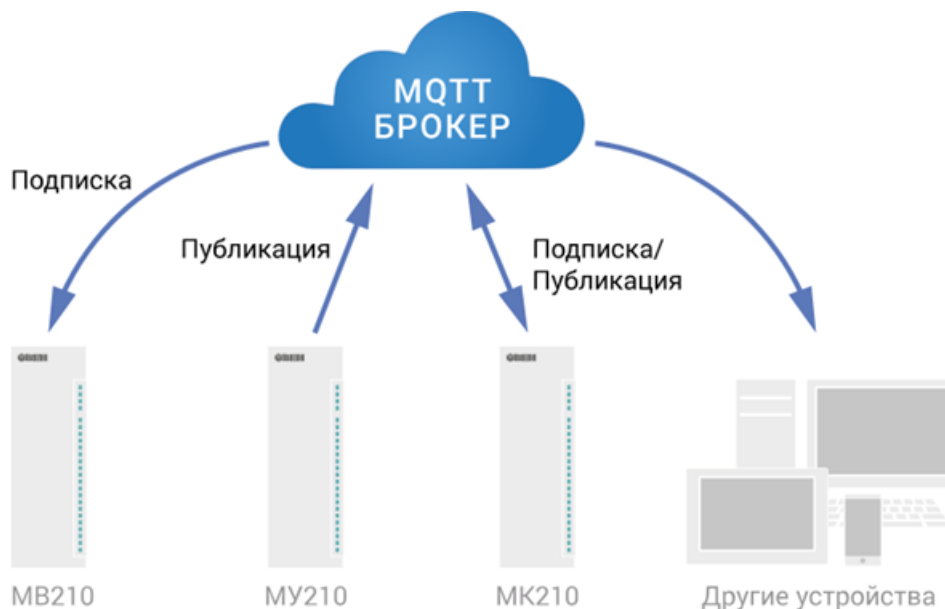 MQTT
БРОКЕР
Подписка
Публикация
Подписка/
Публикация
МВ210
МУ210
МК210
Другие устройства